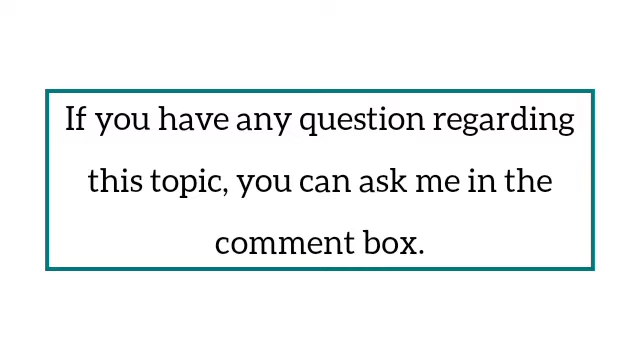 If you have any question regarding
this topic, you can ask me in the
comment box.